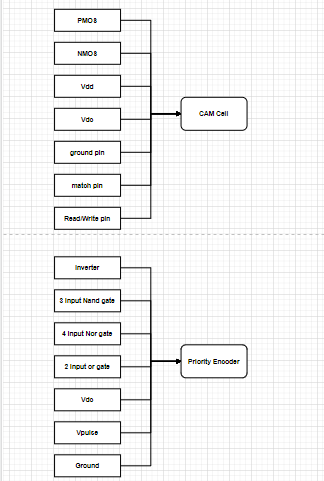 PMOS
NMOS
Vdd
Vdc
ground pin
match pin
Read/Write pin
CAM Cell
Inverter
3 Input Nand gate
4 Input Nor gate
2 Input or gate
Vdc
Vpulse
Ground
Priority Encoder